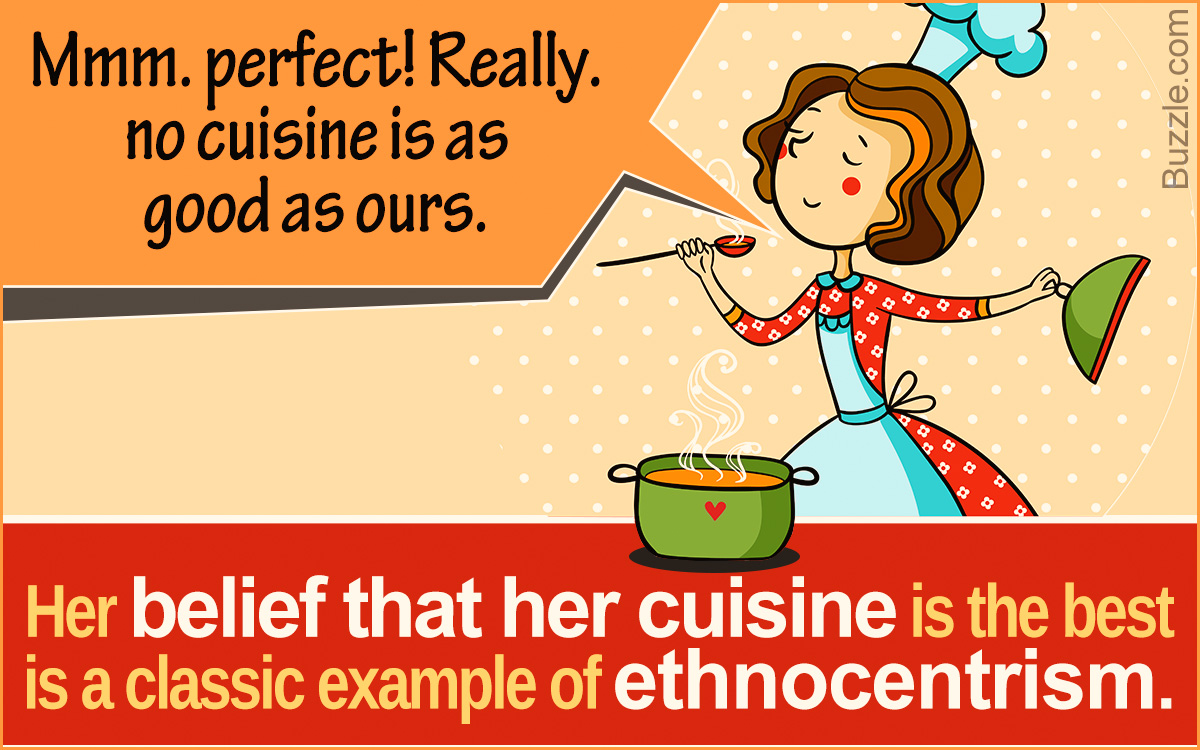 Mmm. perfect! Really.
no cuisine is as
good as ours.
Buzzle.com
Her belief that her cuisine is the best
is a classic example of ethnocentrism.